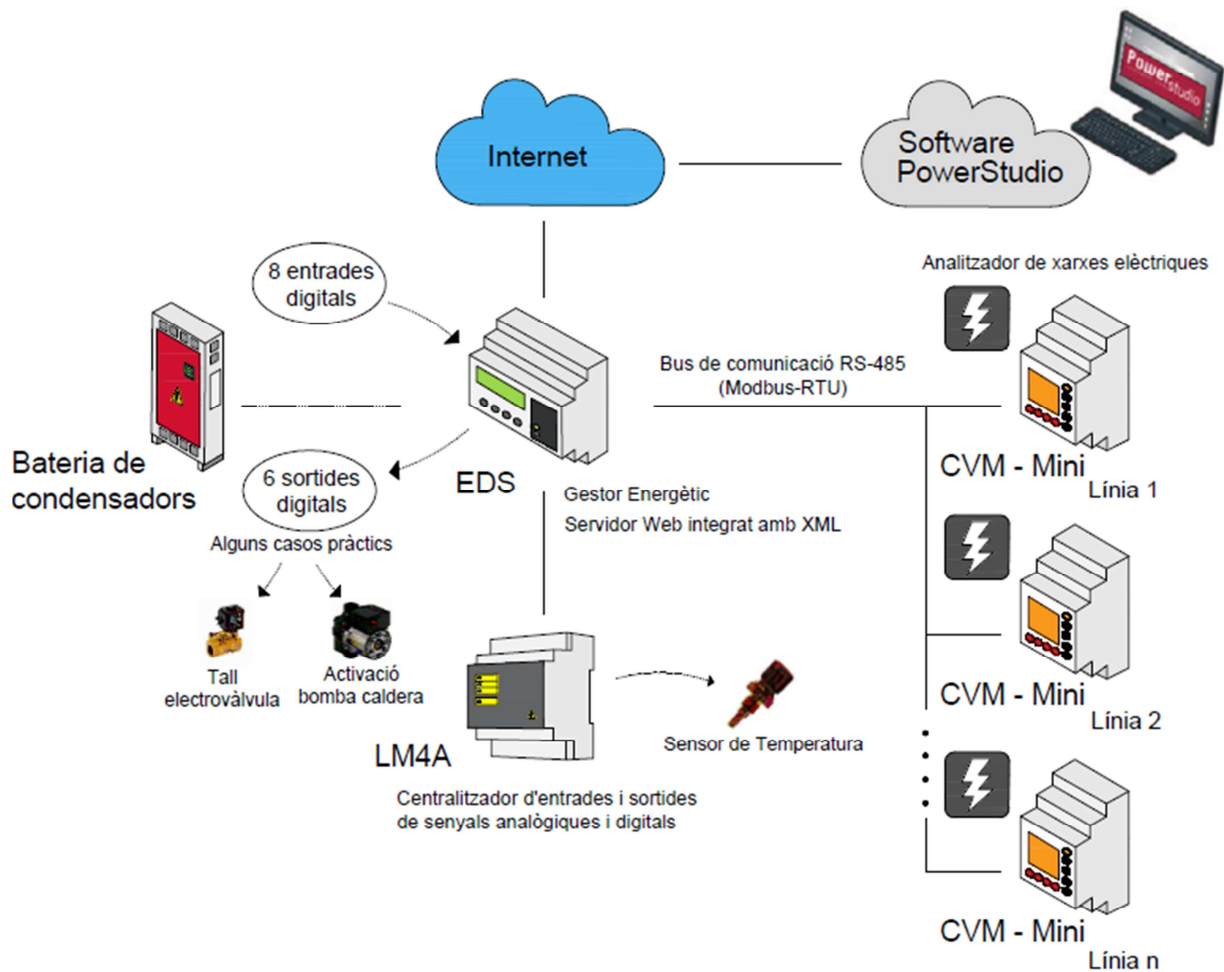 Internet
Software
PowerStudio
Power
studio
8 entrades
digitals
Analitzador de xarxes elèctriques
Bus de comunicació RS-485
(Modbus-RTU)
Bateria de
condensadors
6 sortides
digitals
EDS
Gestor Energètic
Servidor Web integrat amb XML
CVM - Mini
Línia 1
Alguns casos pràctics
Tall
electrovàlvula
Activació
bomba caldera
LM4A
Centralitzador d'entrades i sortides
de senyals analògiques i digitals
Sensor de Temperatura
CVM - Mini
Línia 2
CVM - Mini
Línia n